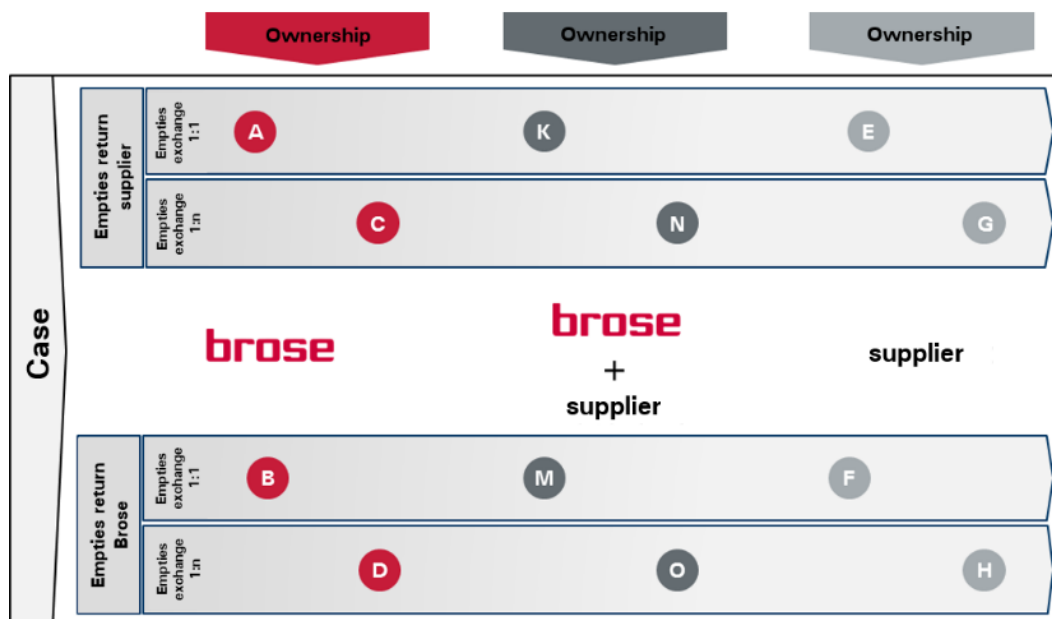 Ownership
Ownership
Ownership
Case
Empties return
supplier
Empties
exchange
1:1
A
K
E
Empties
exchange
1:n
C
N
G
brose
brose
+
supplier
supplier
Empties return
Brose
Empties
exchange
1:1
B
M
F
Empties
exchange
1:n
D
O
H